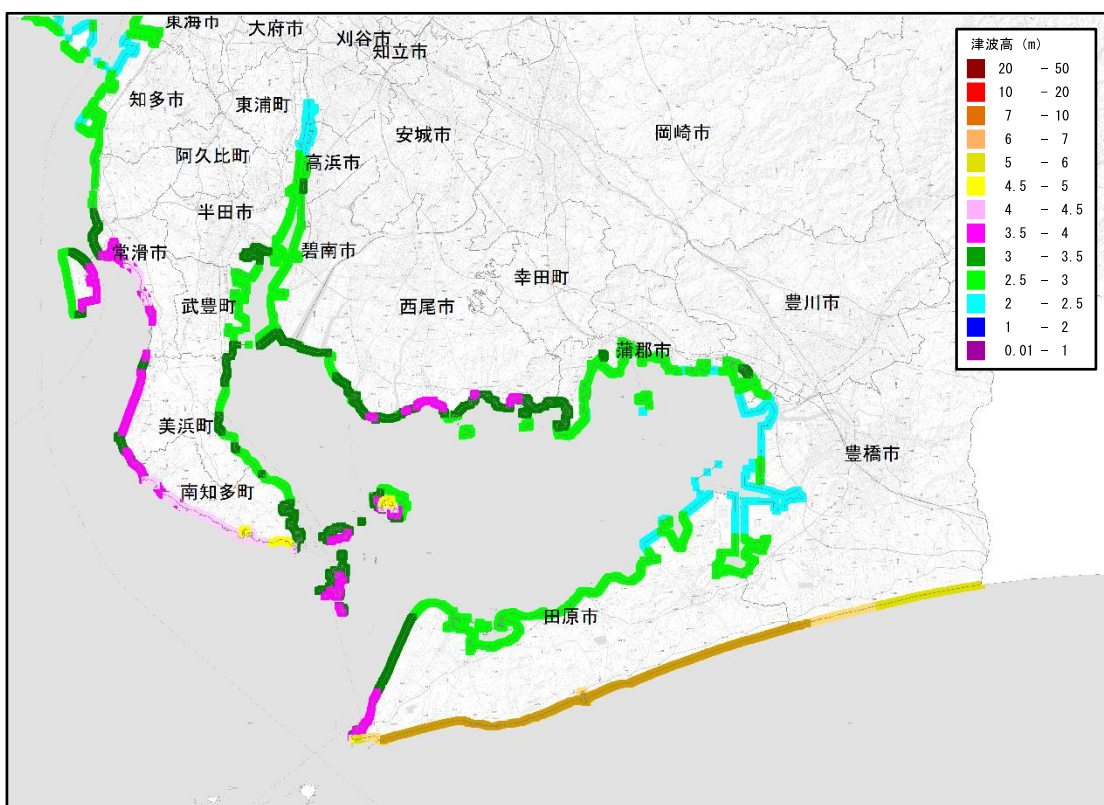 東海市
大府市
刈谷市
知立市
知多市
東浦町
安城市
岡崎市
阿久比町
高浜市
半田市
常滑市
碧南市
幸田町
武豊町
西尾市
豊川市
蒲郡市
美浜町
豊橋市
南知多町
田原市
津波高 (m)
20 - 50
10 - 20
7 - 10
6 - 7
5 - 6
4.5 - 5
4 - 4.5
3.5 - 4
3 - 3.5
2.5 - 3
2 - 2.5
1 - 2
0.01 - 1